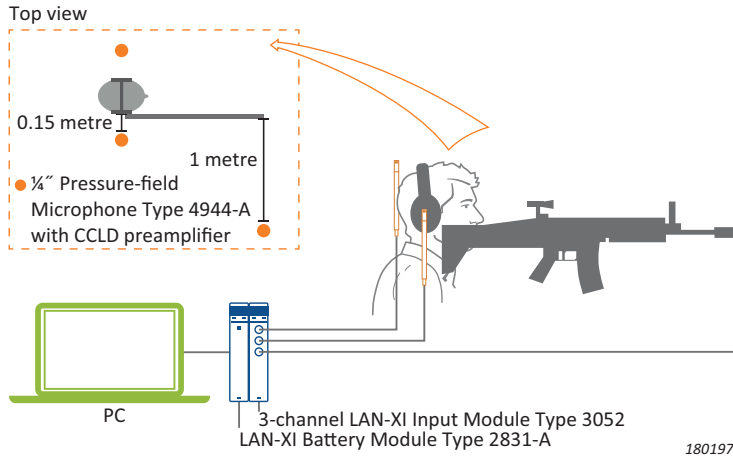 Top view
0.15 metre
1 metre
¼˝ Pressure-field
Microphone Type 4944-A
with CCLD preamplifier
PC
3-channel LAN-XI Input Module Type 3052
LAN-XI Battery Module Type 2831-A
180197